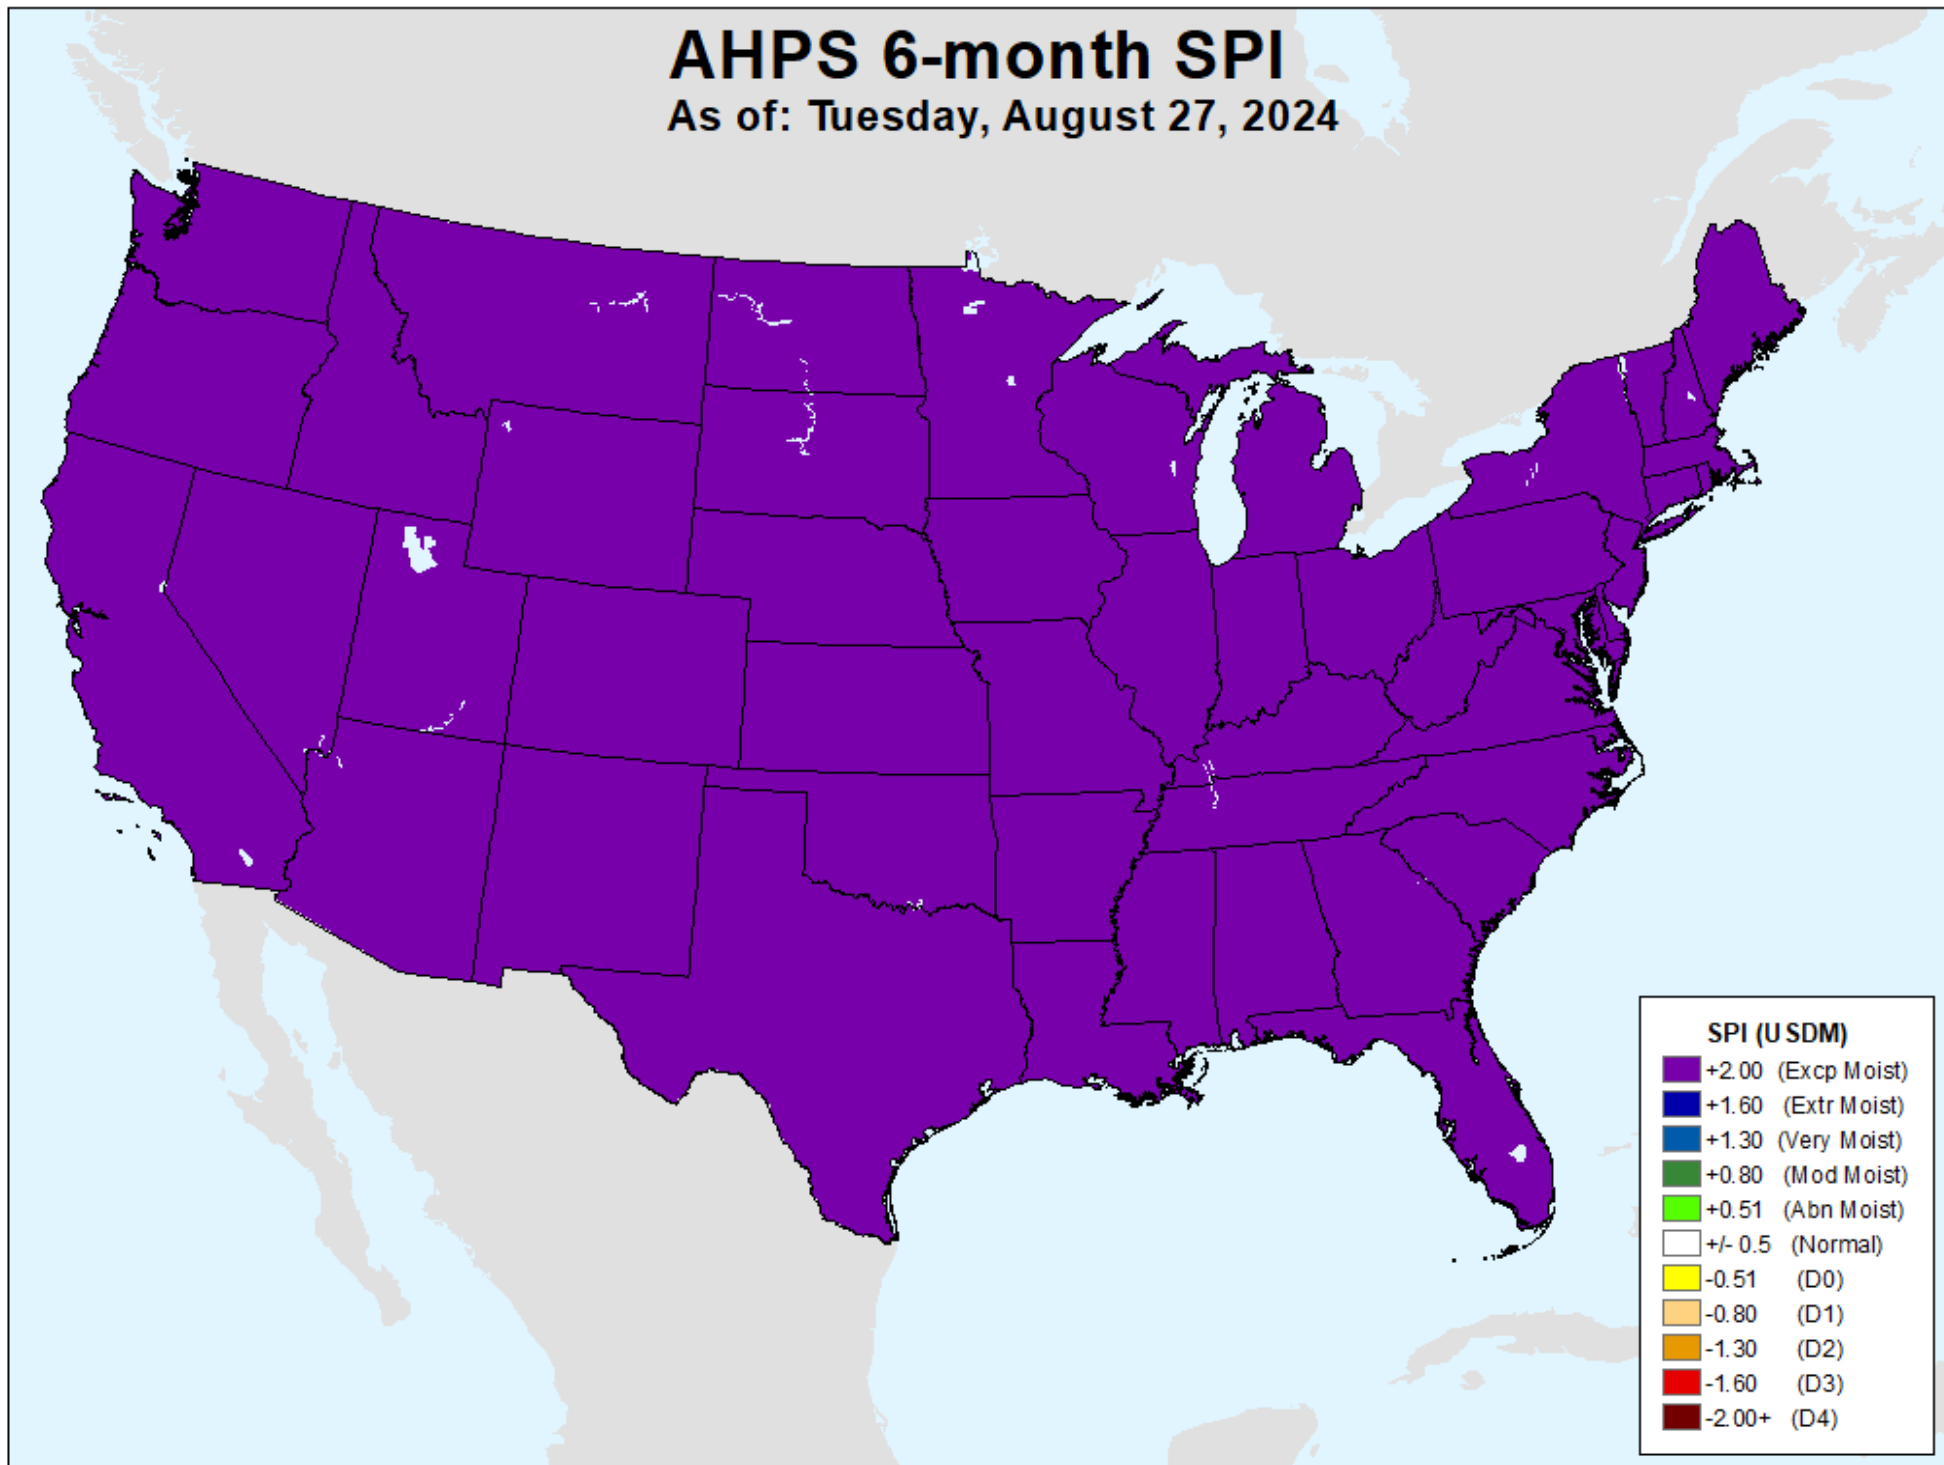 AHPS 6-month SPI
As of: Tuesday, August 27, 2024
SPI (USDM)
+2.00 (Excp Moist)
+1.60 (Extr Moist)
+1.30 (Very Moist)
+0.80 (Mod Moist)
+0.51 (Abn Moist)
+/- 0.5 (Normal)
-0.51 (D0)
-0.80 (D1)
-1.30 (D2)
-1.60 (D3)
-2.00+ (D4)